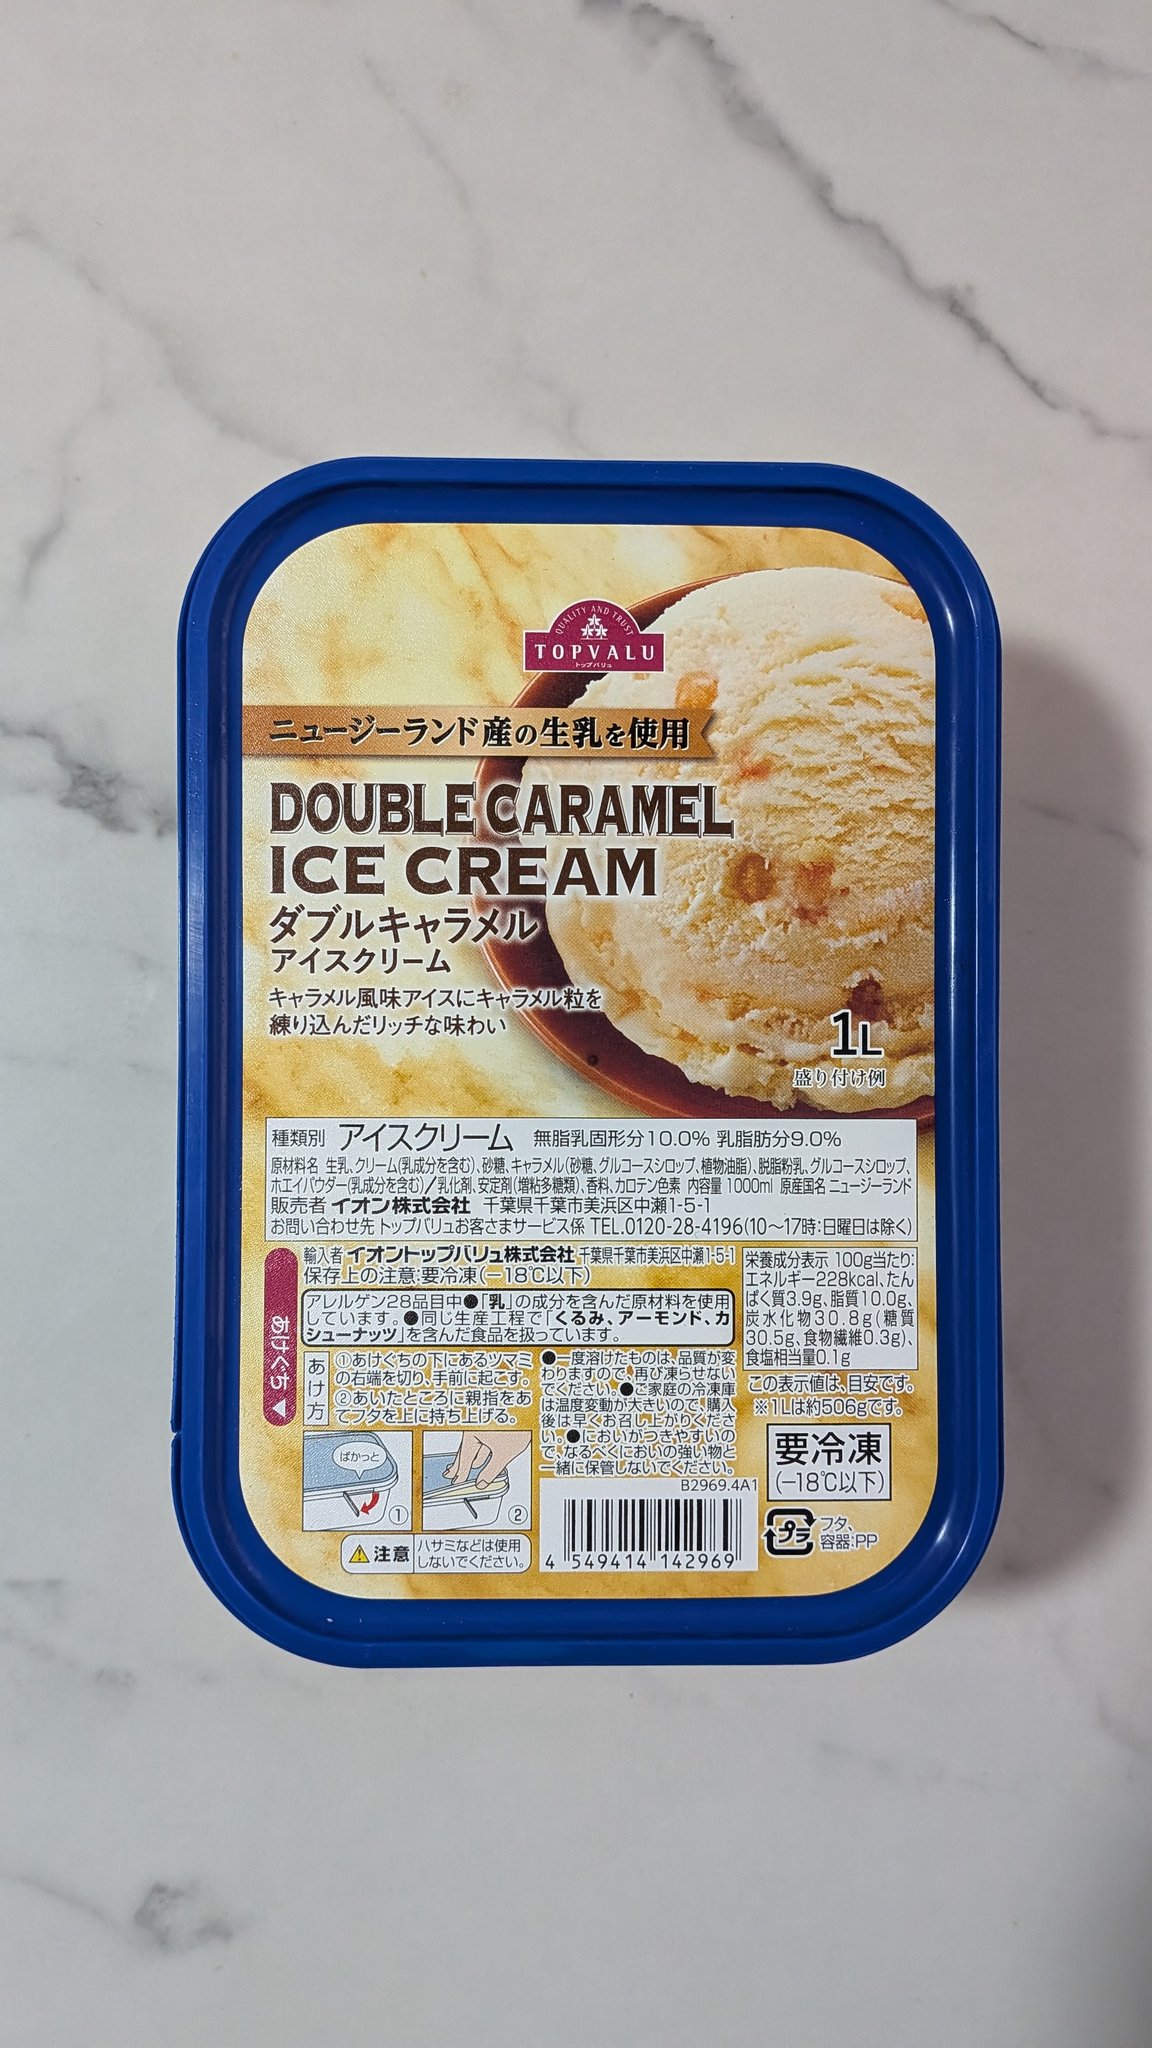 QUALITY AND TRUST
TOPVALU
トップバリュ
ニュージーランド産の生乳を使用
DOUBLE CARAMEL
ICE CREAM
ダブルキャラメル
アイスクリーム
キャラメル風味アイスにキャラメル粒を
練り込んだリッチな味わい
1L
盛り付け例
種類別 アイスクリーム 無脂乳固形分10.0% 乳脂肪分9.0%
原材料名 生乳、クリーム(乳成分を含む)、砂糖、キャラメル(砂糖、グルコースシロップ、植物油脂)、脱脂粉乳、グルコースシロップ、
ホエイパウダー(乳成分を含む)/乳化剤、安定剤(増粘多糖類)、香料、カロテン色素 内容量 1000ml 原産国名 ニュージーランド
販売者 イオン株式会社 千葉県千葉市美浜区中瀬1-5-1
お問い合わせ先 トップバリュお客さまサービス係 TEL.0120-28-4196(10〜17時:日曜日は除く)
輸入者 イオントップバリュ株式会社 千葉県千葉市美浜区中瀬1-5-1
保存上の注意:要冷凍(−18℃以下)
アレルゲン28品目中●「乳」の成分を含んだ原材料を使用
しています。●同じ生産工程で「くるみ、アーモンド、カ
シューナッツ」を含んだ食品を扱っています。
栄養成分表示 100g当たり:
エネルギー228kcal、たん
ぱく質3.9g、脂質10.0g、
炭水化物30.8g(糖質
30.5g、食物繊維0.3g)、
食塩相当量0.1g
この表示値は、目安です。
※1Lは約506gです。
あけくち
あけ方
①あけぐちの下にあるツマミ
の右端を切り、手前に起こす。
②あいたところに親指をあ
てフタを上に持ち上げる。
ぱかっと
①
②
注意
ハサミなどは使用
しないでください。
●一度溶けたものは、品質が変
わりますので、再び凍らせない
でください。●ご家庭の冷凍庫
は温度変動が大きいので、購入
後は早くお召し上がりくださ
い。●においがつきやすいの
で、なるべくにおいの強い物と
一緒に保管しないでください。
B2969.4A1
4 549414 142969
要冷凍
(−18℃以下)
プラ
フタ、
容器:PP